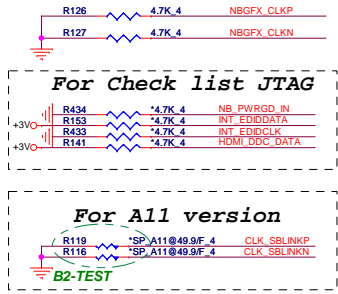 R126 4.7K_4 NBGFX_CLKP
R127 4.7K_4 NBGFX_CLKN
For Check list JTAG
R434 *4.7K_4 NB_PWRGD_IN
+3V R153 *4.7K_4 INT_EDIDDATA
R433 *4.7K_4 INT_EDIDCLK
+3V R141 *4.7K_4 HDMI_DDC_DATA
For All version
R119 *SP_A11@49.9/F_4 CLK_SBLINKP
R116 *SP_A11@49.9/F_4 CLK_SBLINKN
B2-TEST